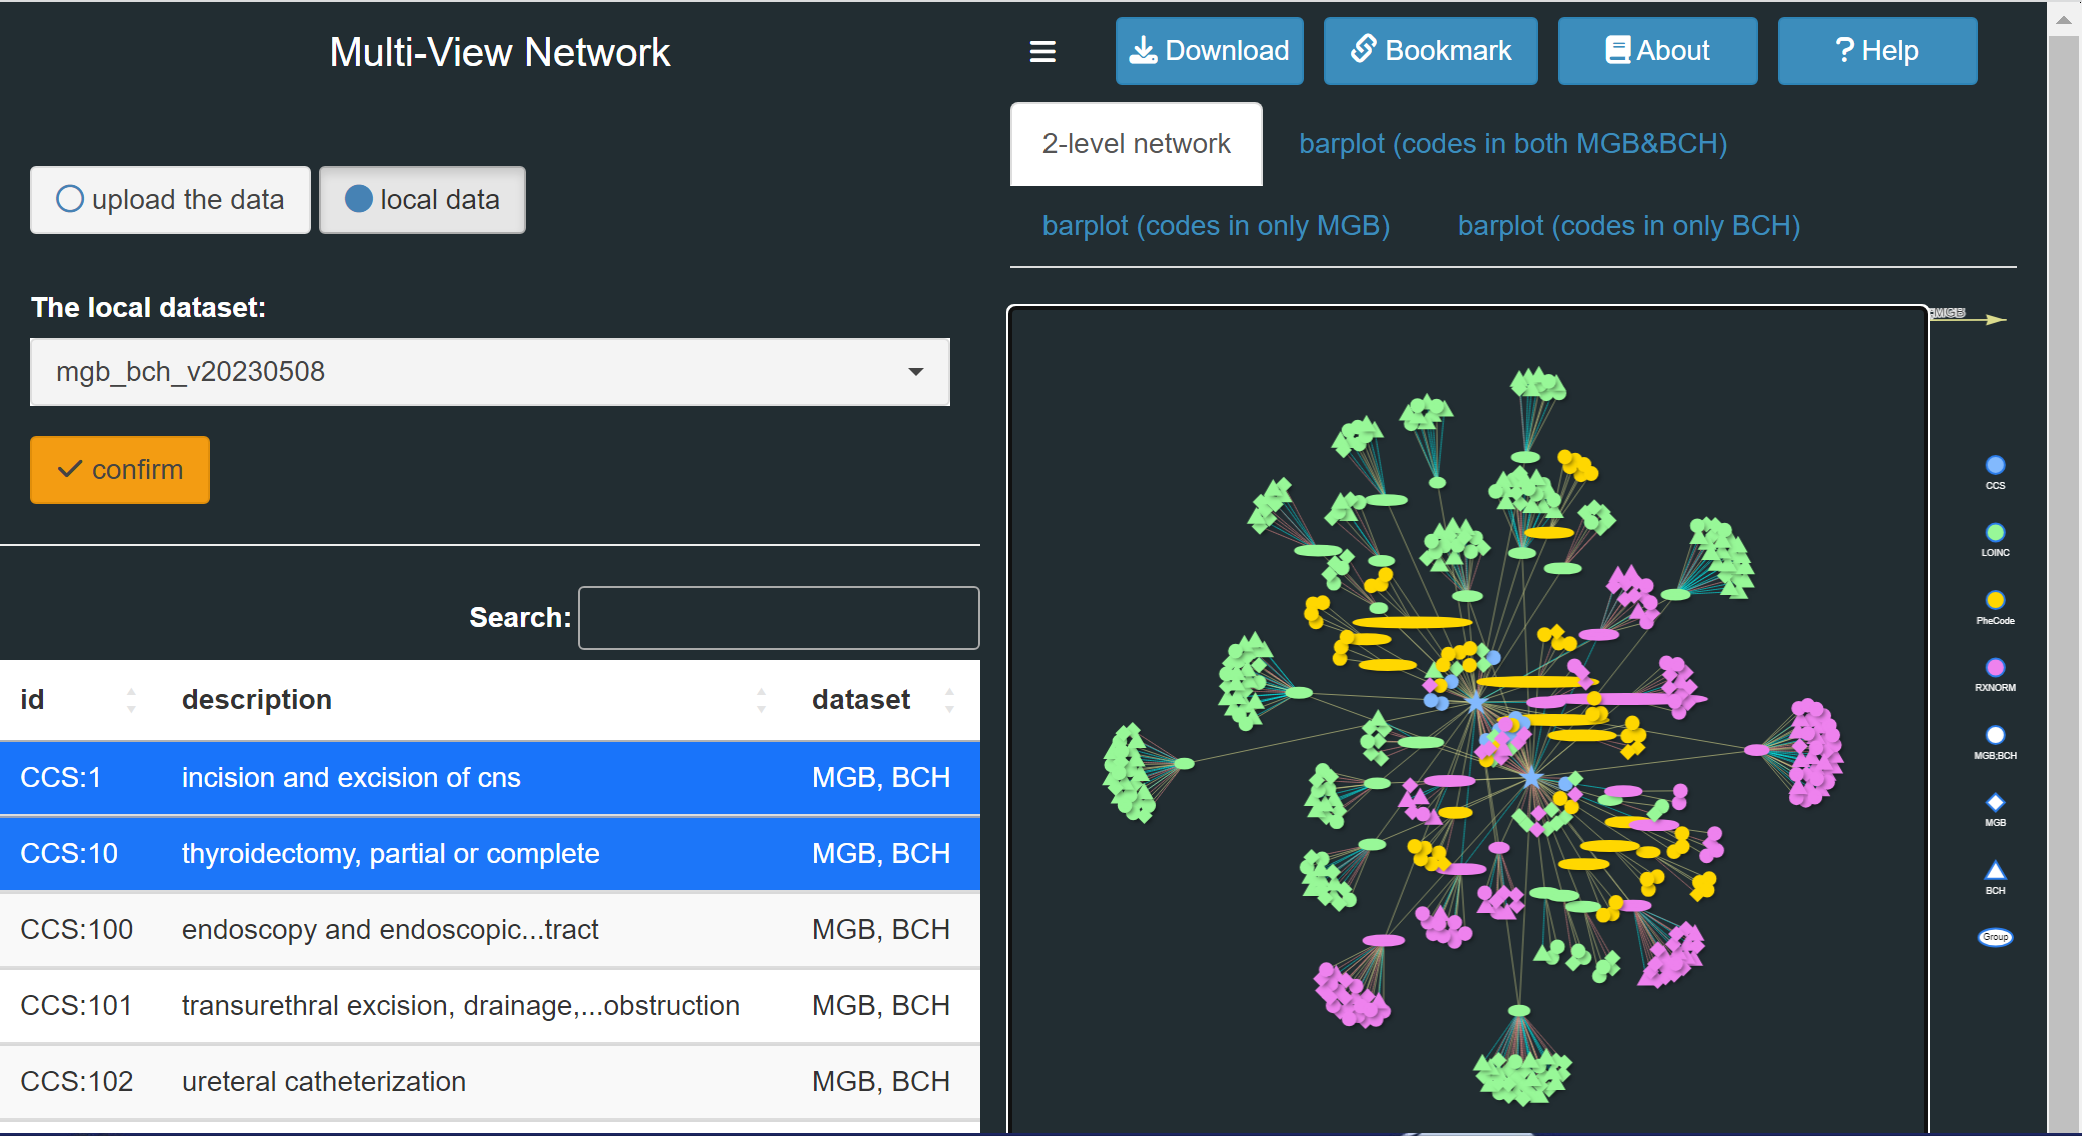 Multi-View Network
Download
Bookmark
About
? Help
2-level network
barplot (codes in both MGB&BCH)
barplot (codes in only MGB)
barplot (codes in only BCH)
upload the data
local data
The local dataset:
mgb_bch_v20230508
confirm
Search:
id description dataset
CCS:1 incision and excision of cns MGB, BCH
CCS:10 thyroidectomy, partial or complete MGB, BCH
CCS:100 endoscopy and endoscopic...tract MGB, BCH
CCS:101 transurethral excision, drainage,...obstruction MGB, BCH
CCS:102 ureteral catheterization MGB, BCH
MGB
CCS
LOINC
PheCode
RXNORM
MGB;BCH
MGB
BCH
Group